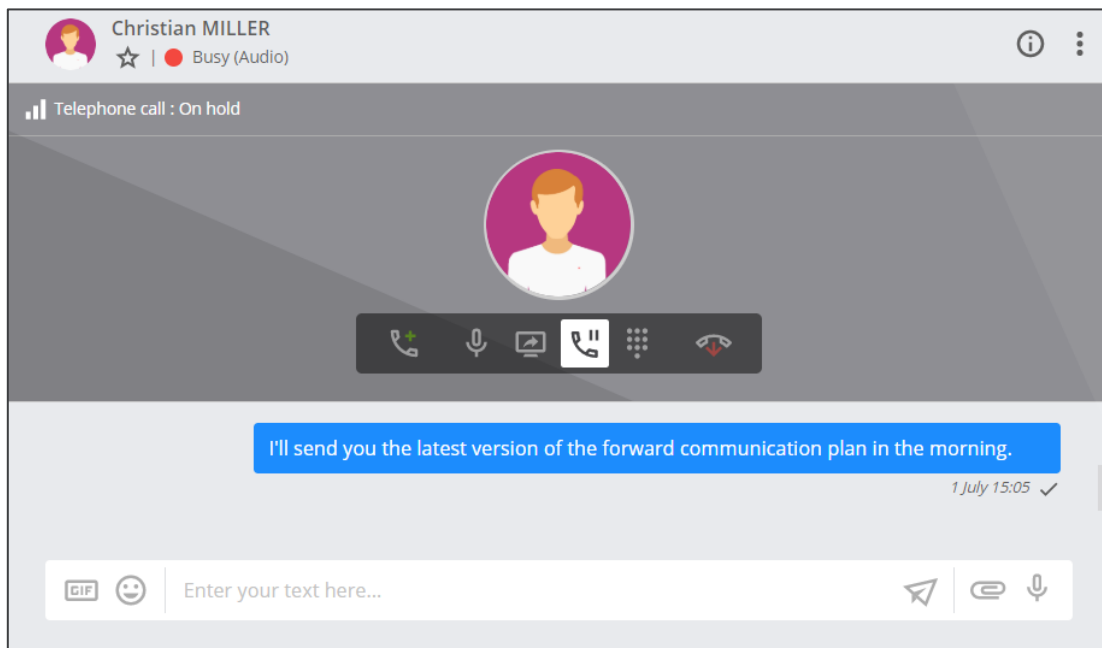 Christian MILLER
Busy (Audio)
Telephone call : On hold
I'll send you the latest version of the forward communication plan in the morning.
1 July 15:05
GIF
Enter your text here...